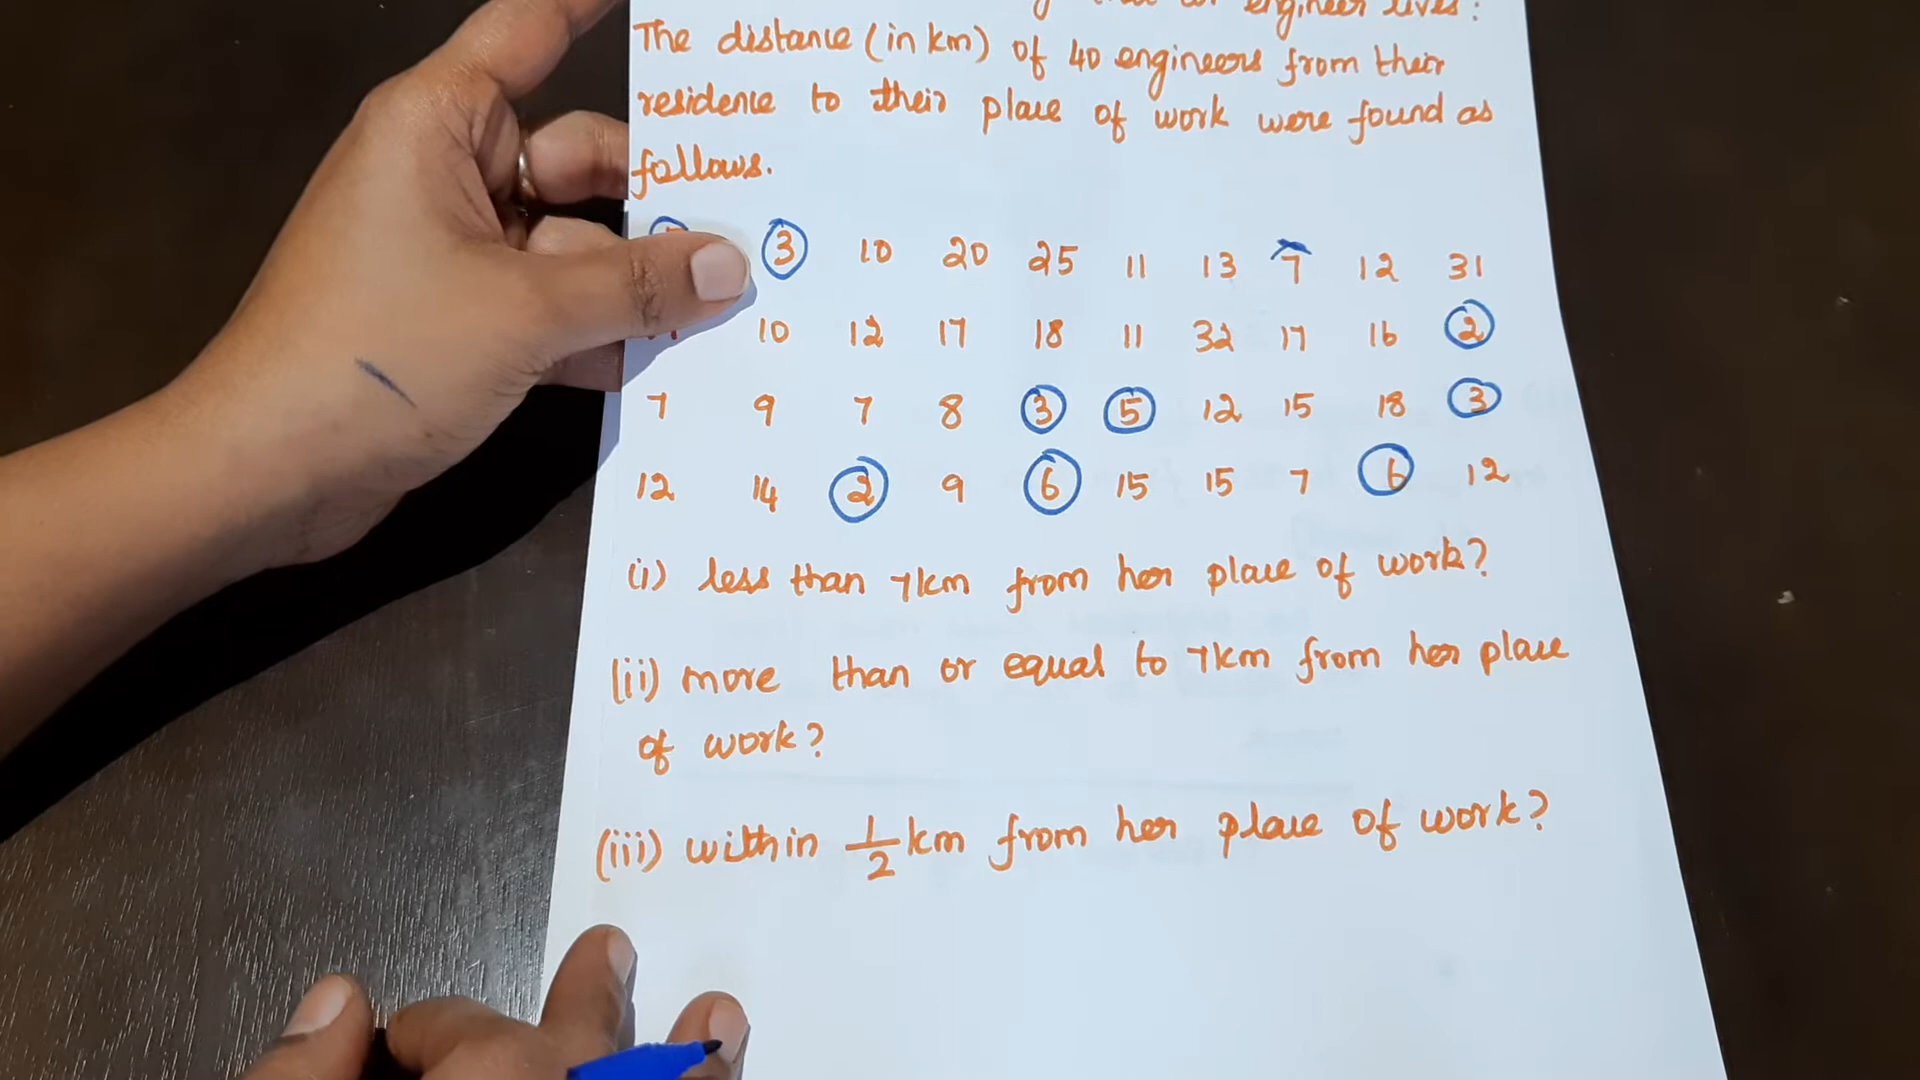 engineer lives?
The distance (in km) of 40 engineers from their
residence to their place of work were found as
follows.
3 10 20 25 11 13 7 12 31
10 12 17 18 11 32 17 16 2
7 9 7 8 3 5 12 15 18 3
12 14 2 9 6 15 15 7 6 12
(i) less than 7km from her place of work?
(ii) more than or equal to 7km from her place
of work?
(iii) within 1/2 km from her place of work?